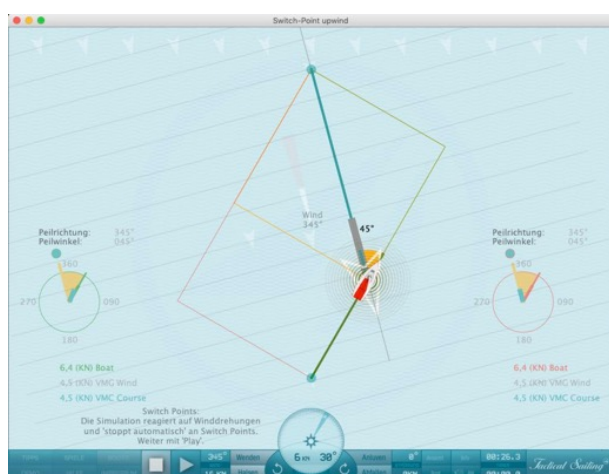 Switch-Point upwind
Wind
345°
45°
Peilrichtung: 345°
Peilwinkel: 045°
360
270 090
180
6,4 (KN) Boat
4,5 (KN) VMG Wind
4,5 (KN) VMC Course
Peilrichtung: 345°
Peilwinkel: 045°
360
270 090
180
6,4 (KN) Boat
4,5 (KN) VMG Wind
4,5 (KN) VMC Course
Switch Points:
Die Simulation reagiert auf Winddrehungen
und 'stoppt automatisch' an Switch Points.
Weiter mit 'Play'.
6 KN 30°
345° Wenden
Anluven 0° 00:26.3
Tactical Sailing